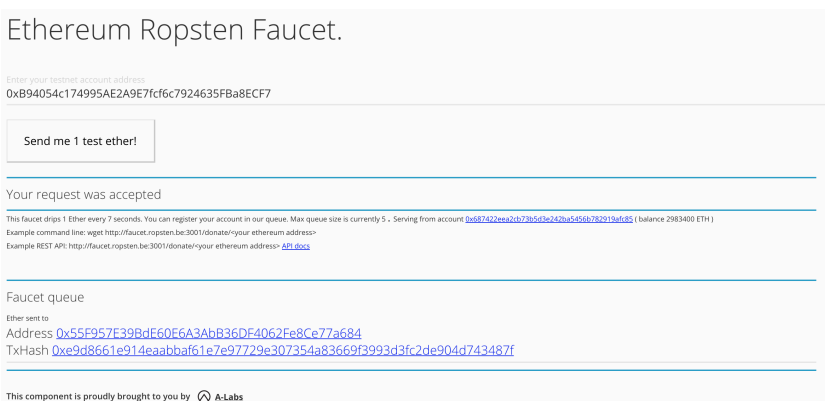 Ethereum Ropsten Faucet.
Enter your testnet account address
0xB94054c174995AE2A9E7fcf6c7924635FBa8ECF7
Send me 1 test ether!
Your request was accepted
This faucet drips 1 Ether every 7 seconds. You can register your account in our queue. Max queue size is currently 5 . Serving from account 0x687422eea2cb73b5d3e242ba5456b782919afc85 ( balance 2983400 ETH )
Example command line: wget http://faucet.ropsten.be:3001/donate/<your ethereum address>
Example REST API: http://faucet.ropsten.be:3001/donate/<your ethereum address> API docs
Faucet queue
Ether sent to
Address 0x55F957E39BdE60E6A3AbB36DF4062Fe8Ce77a684
TxHash 0xe9d8661e914eaabbaf61e7e97729e307354a83669f3993d3fc2de904d743487f
This component is proudly brought to you by A-Labs